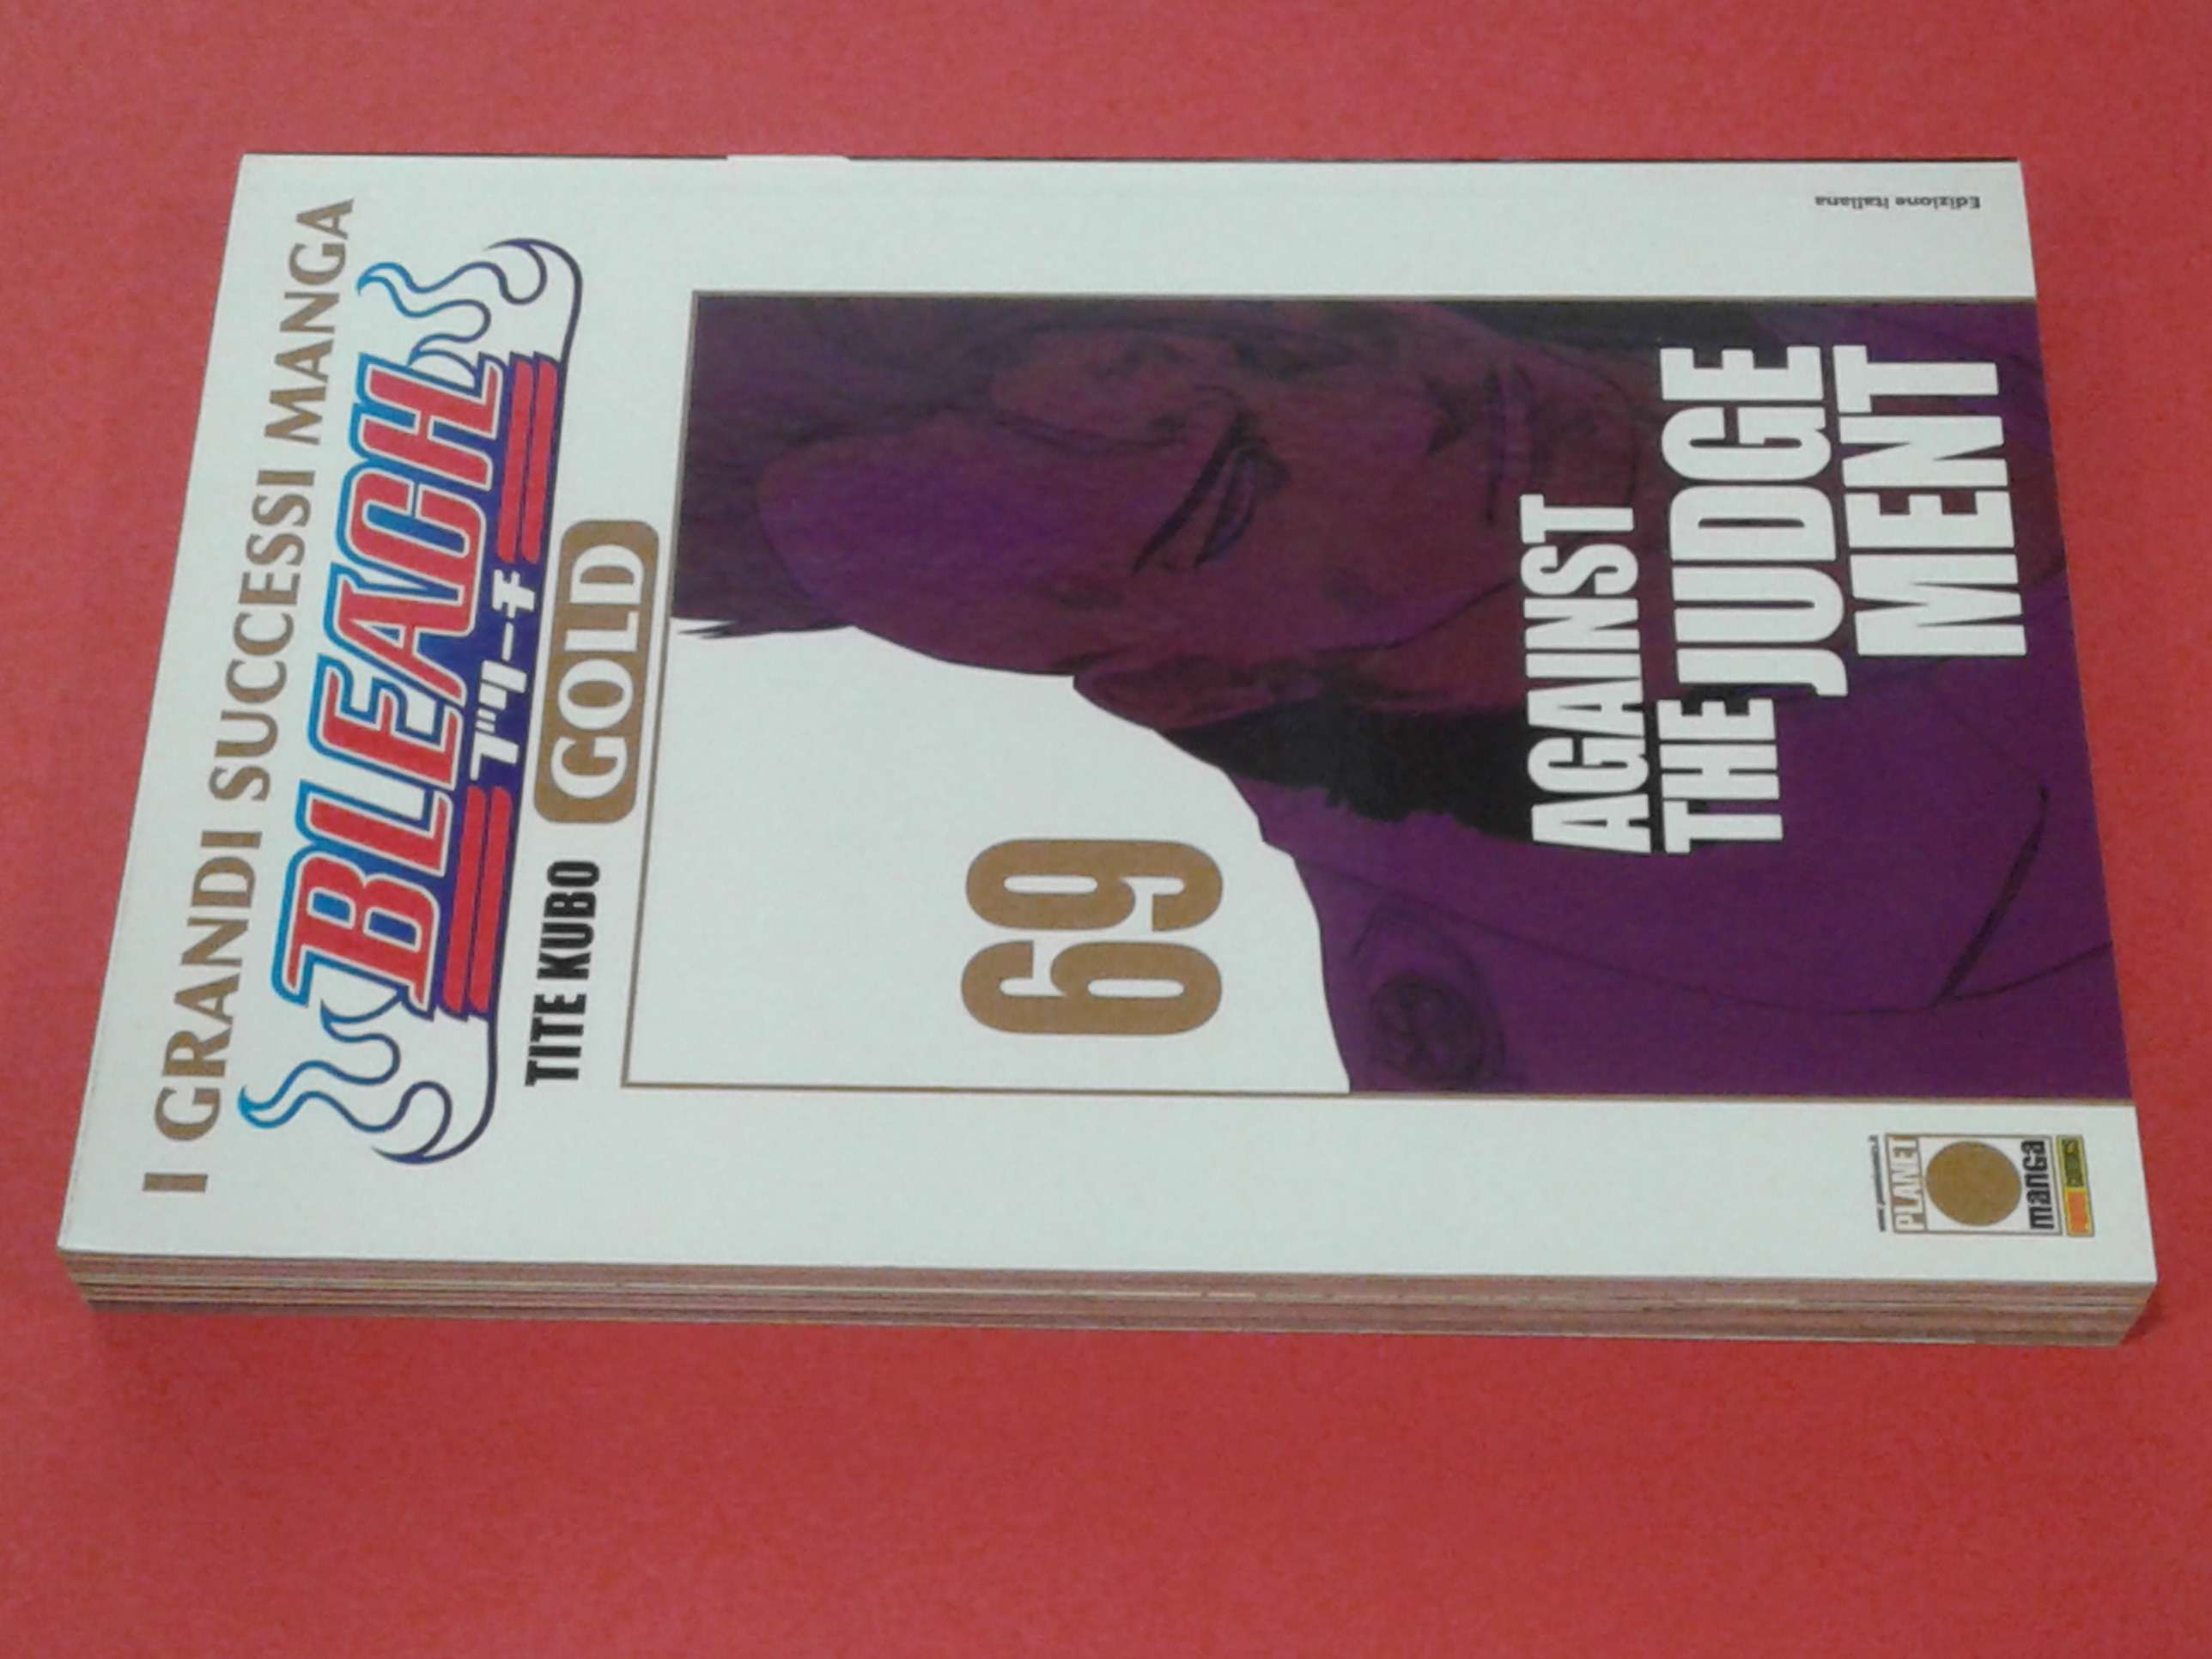 I GRANDI SUCCESSI MANGA
BLEACH
ブリーチ
TITE KUBO
GOLD
69
AGAINST
THE JUDGE
MENT
PLANET
manga
Edizione italiana